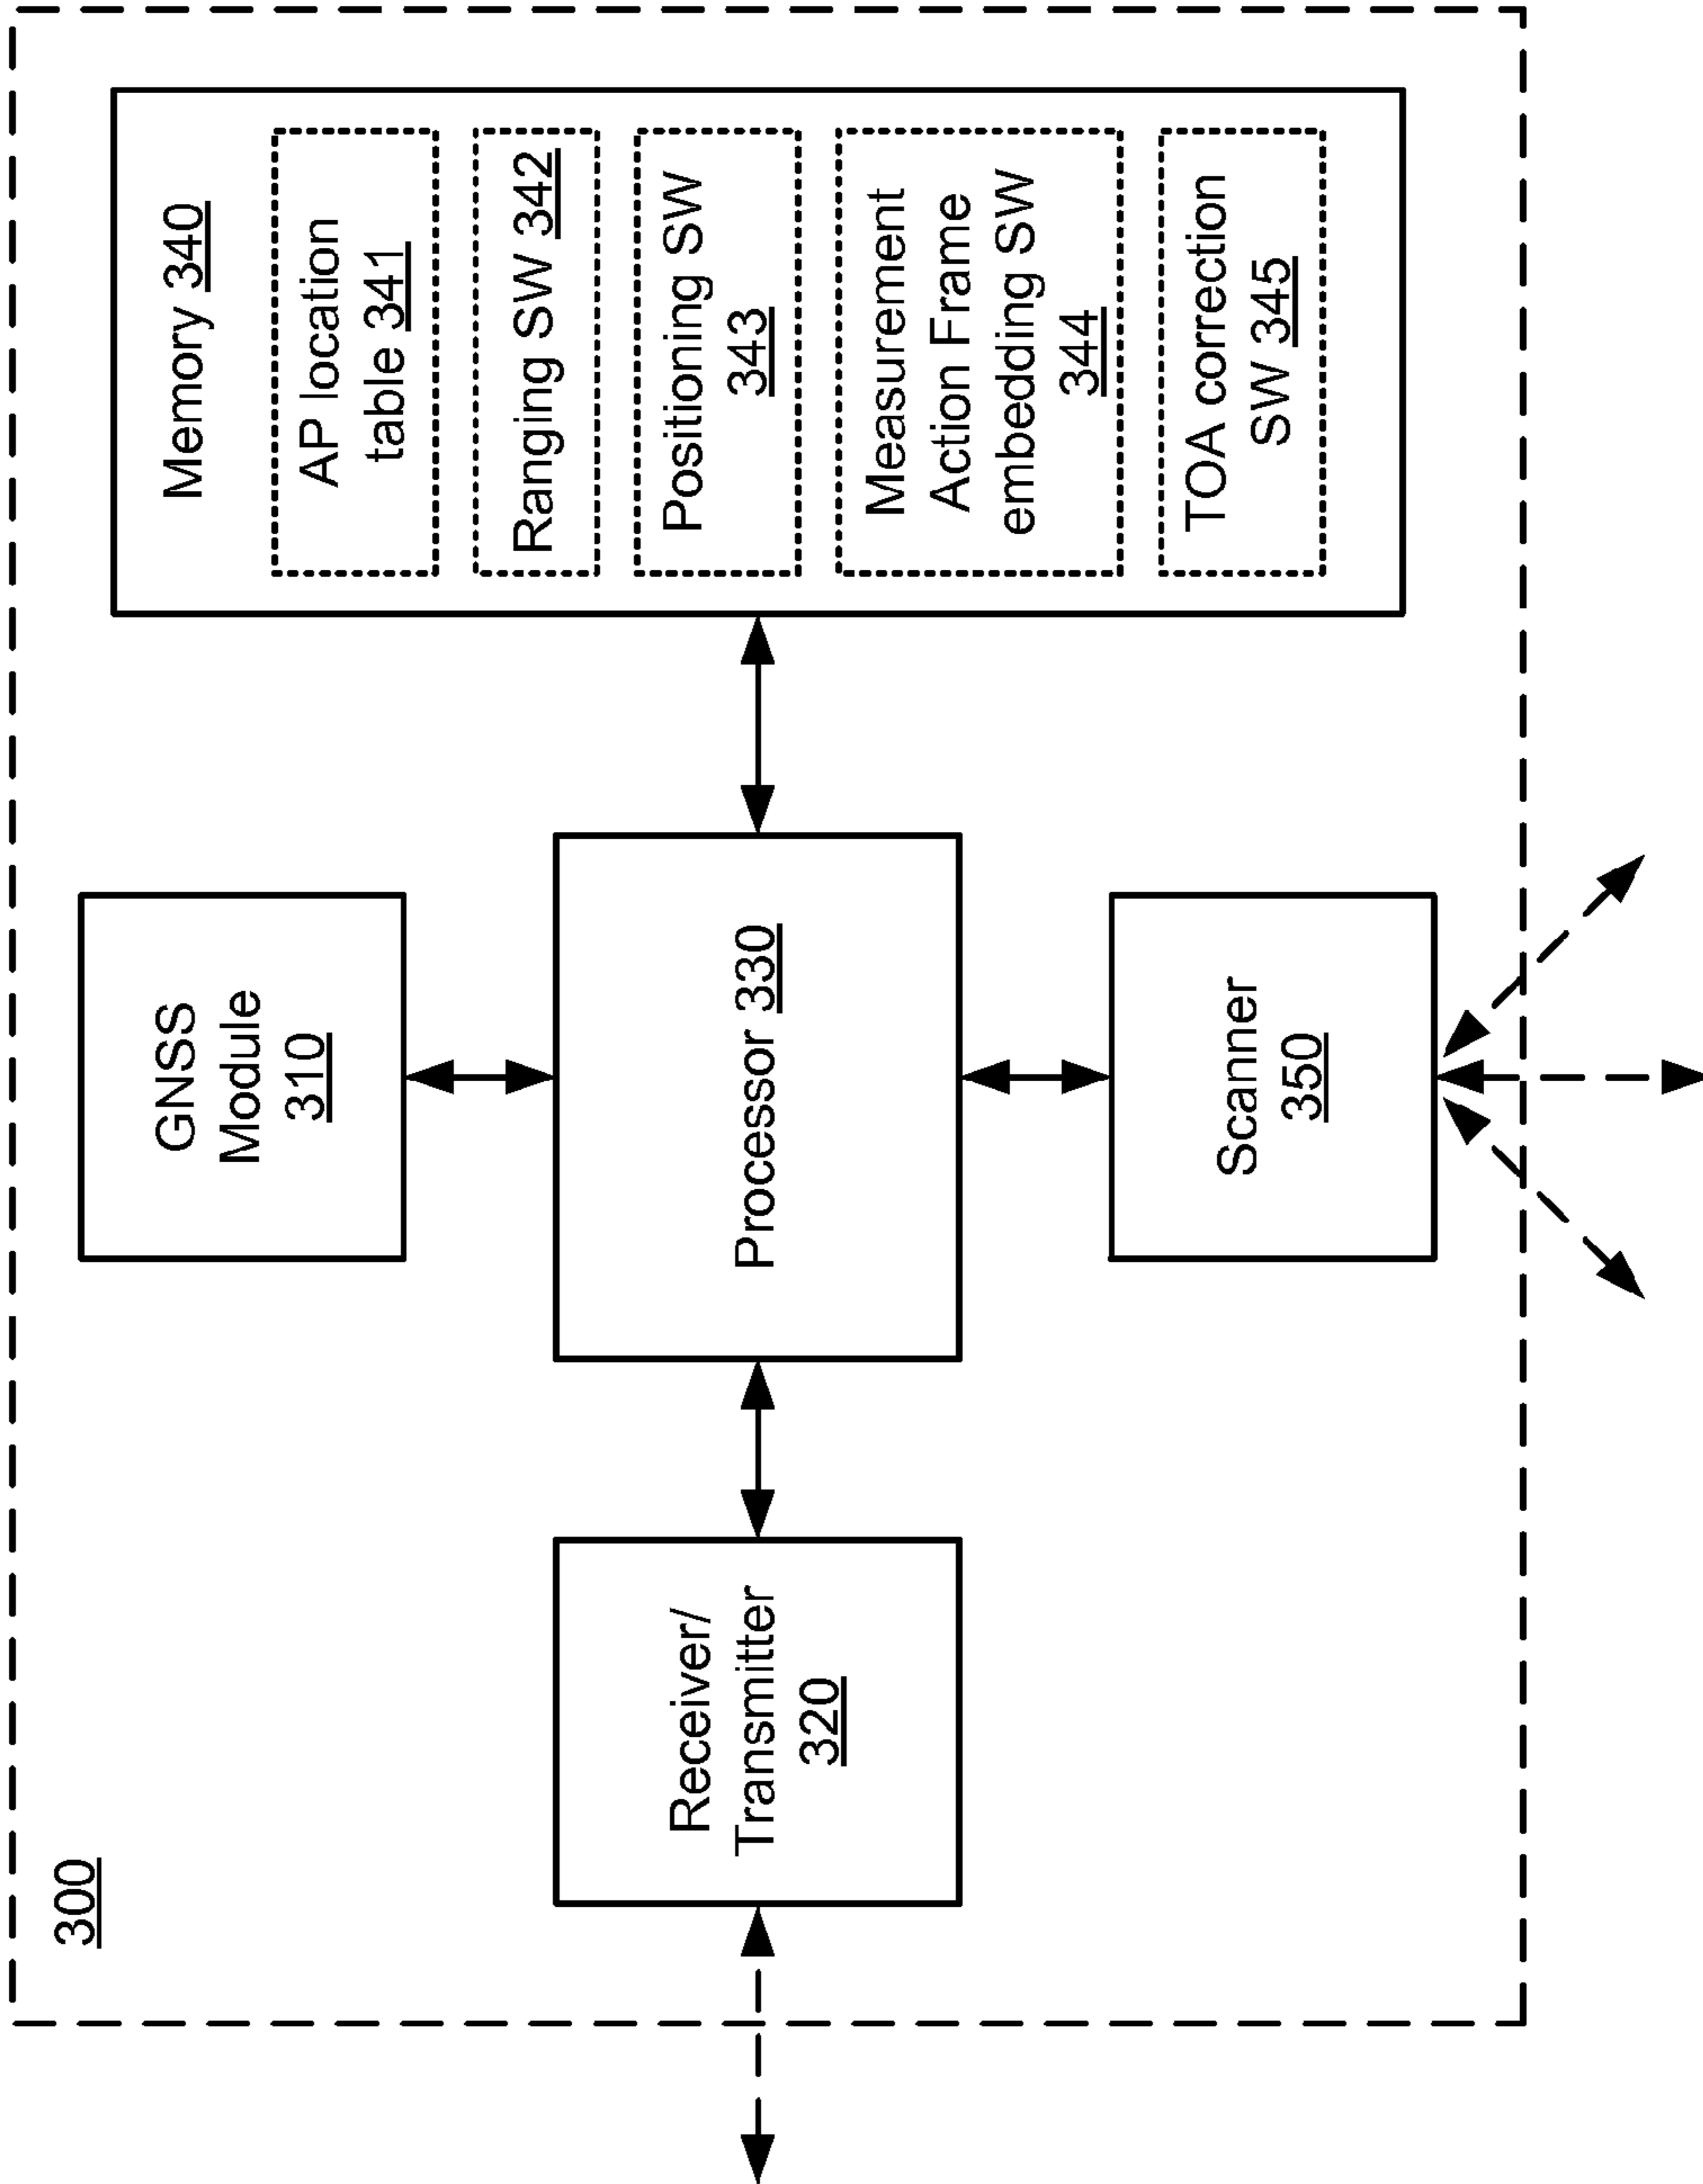 300
GNSS
Module
310
Receiver/
Transmitter
320
Processor 330
Scanner
350
Memory 340
AP location
table 341
Ranging SW 342
Positioning SW
343
Measurement
Action Frame
embedding SW
344
TOA correction
SW 345